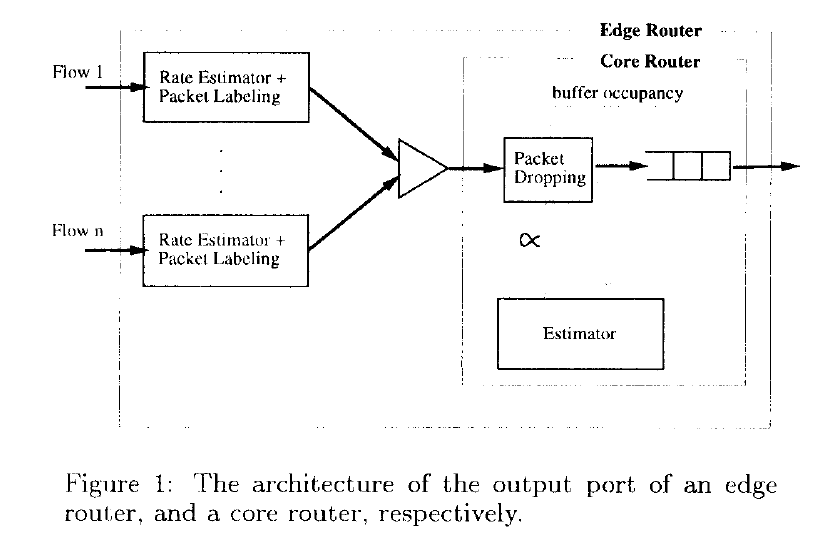 Edge Router
Core Router
buffer occupancy
Flow 1
Rate Estimator +
Packet Labeling
Packet
Dropping
Flow n
Rate Estimator +
Packet Labeling
∝
Estimator
Figure 1: The architecture of the output port of an edge
router, and a core router, respectively.